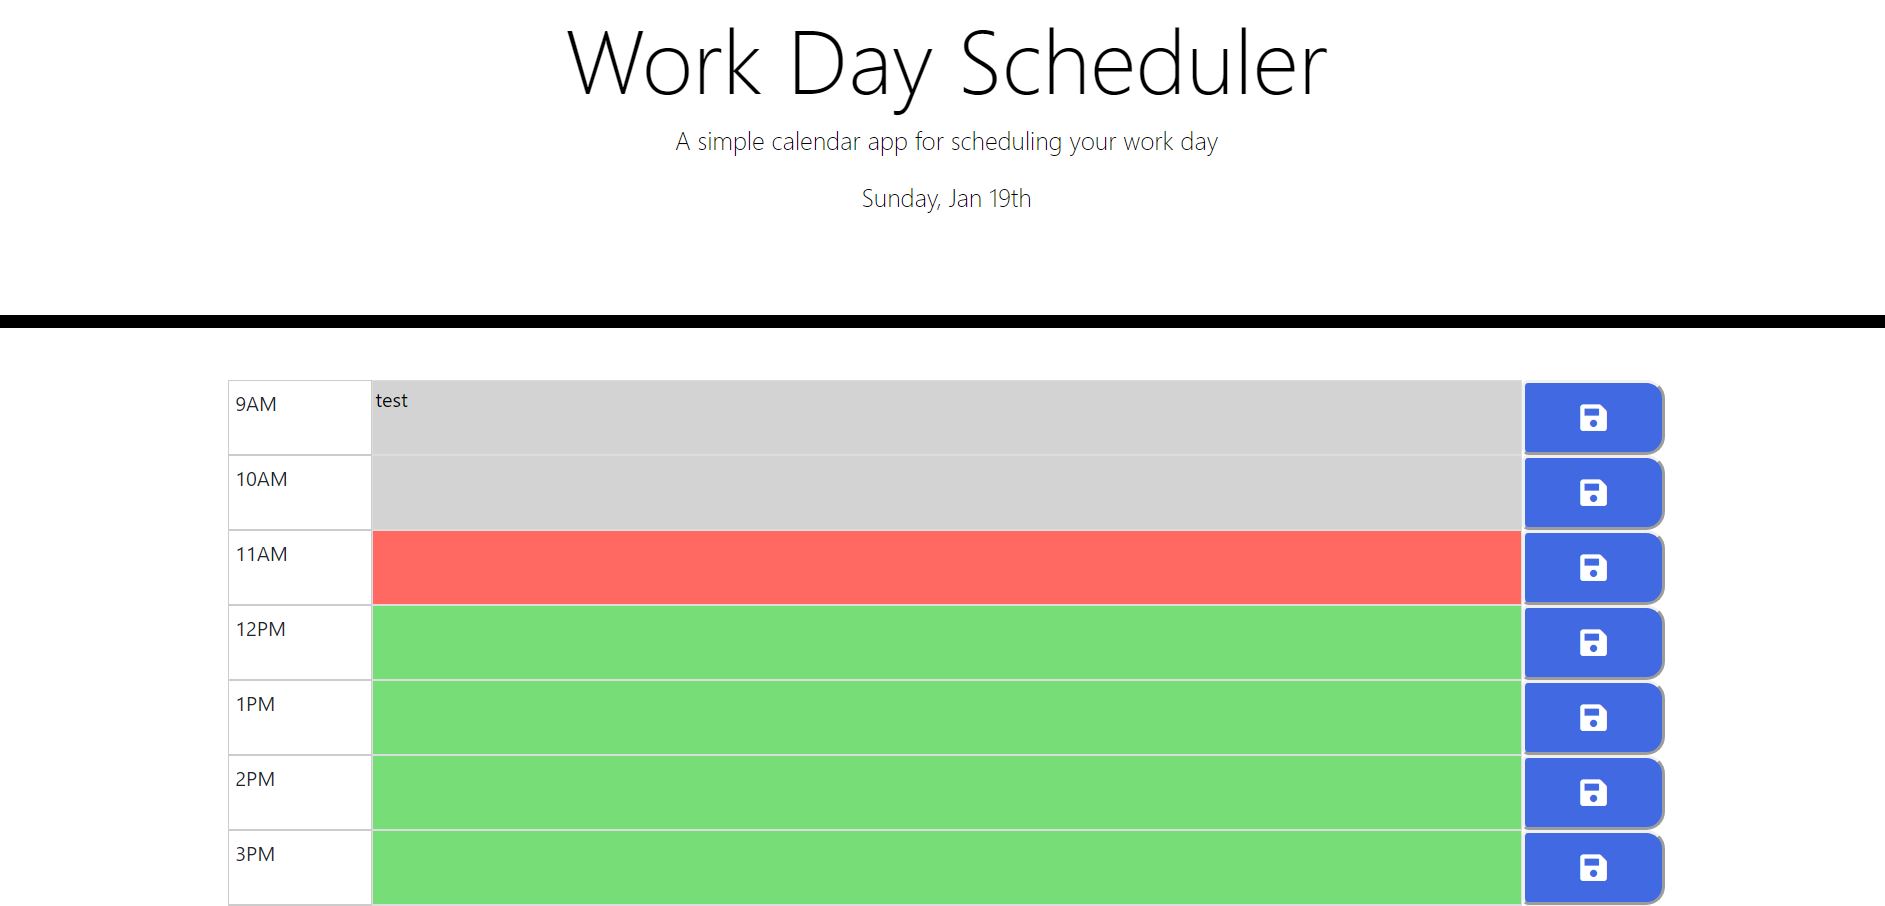 Work Day Scheduler
A simple calendar app for scheduling your work day
Sunday, Jan 19th
9AM test
10AM
11AM
12PM
1PM
2PM
3PM